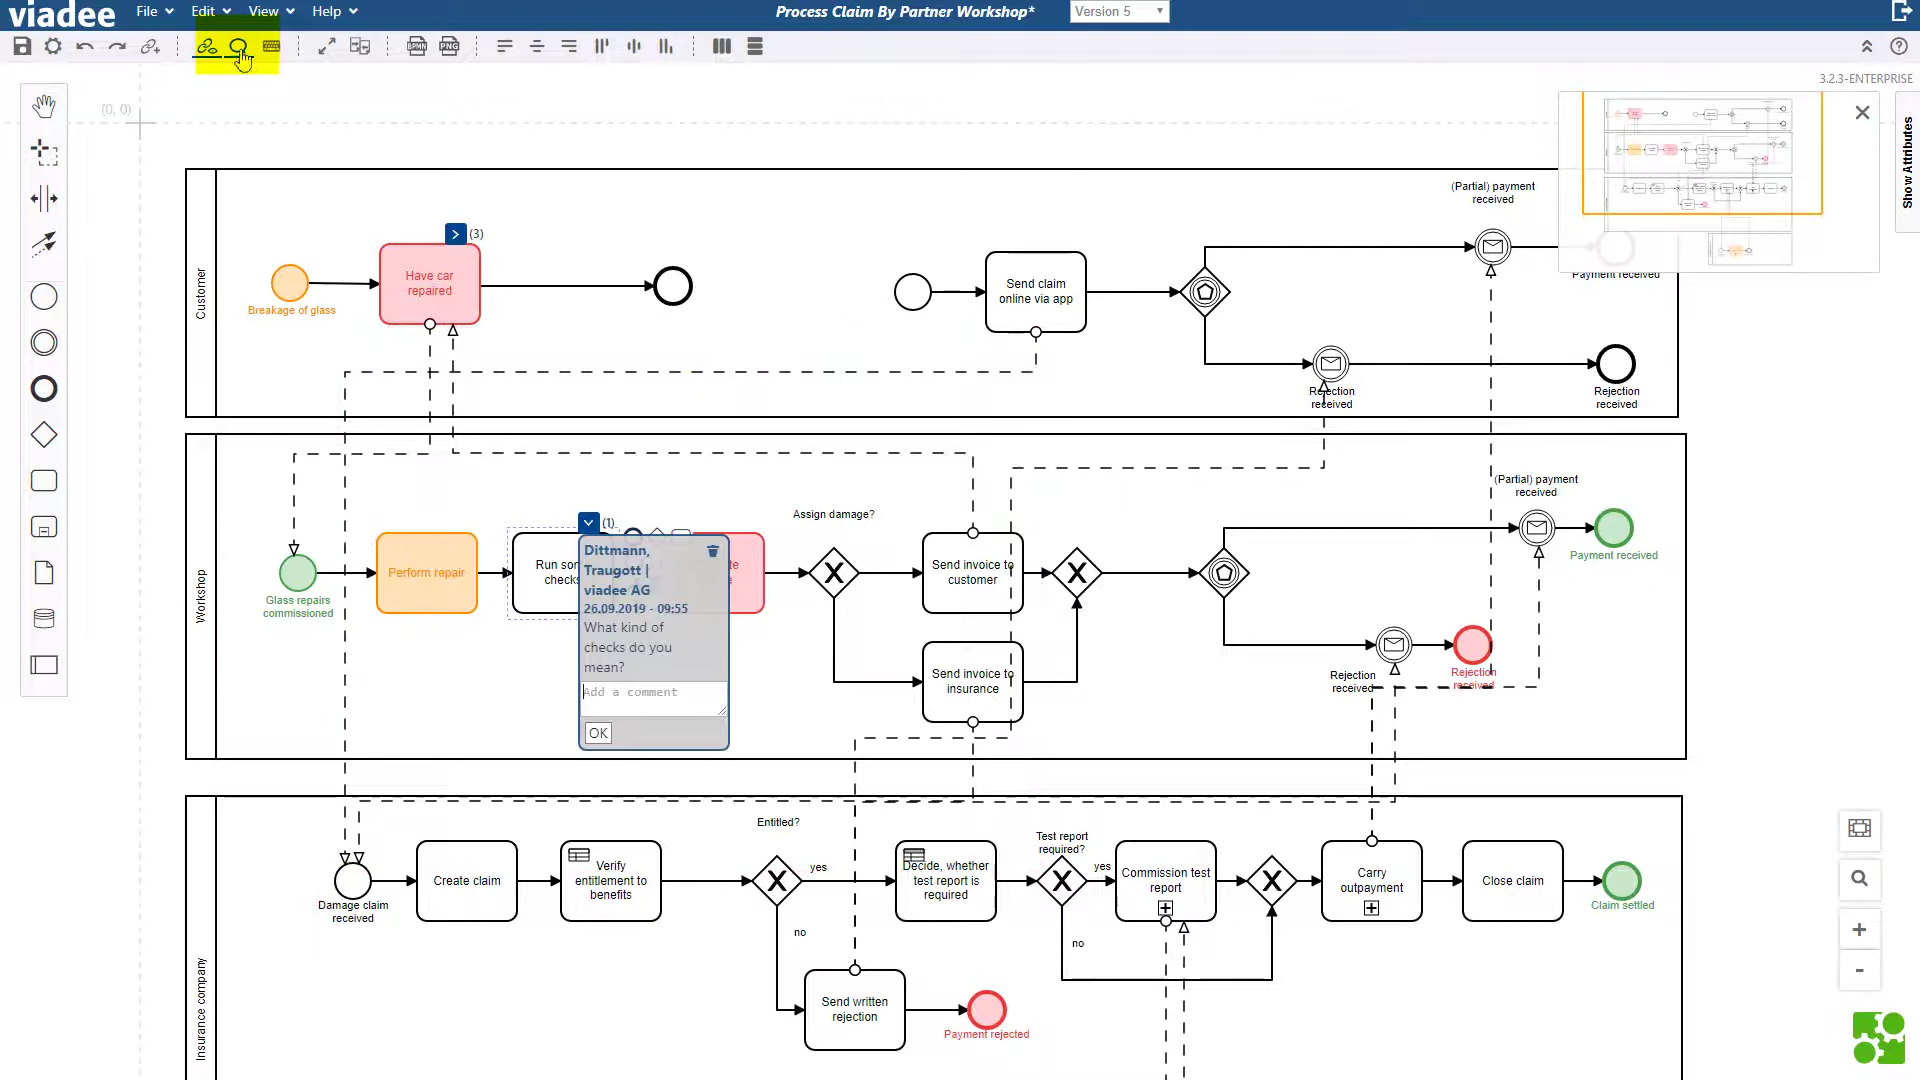 viadee
File
Edit
View
Help
Process Claim By Partner Workshop*
Version 5
BPMN
PNG
3.2.3-ENTERPRISE
(0, 0)
Show Attributes
Customer
(3)
Have car
repaired
Breakage of glass
Send claim
online via app
(Partial) payment
received
Payment received
Rejection
received
Rejection
received
Workshop
Assign damage?
(Partial) payment
received
(1)
Perform repair
Glass repairs
commissioned
Dittmann,
Traugott |
viadee AG
26.09.2019 - 09:55
What kind of
checks do you
mean?
Add a comment
OK
Send invoice to
customer
Send invoice to
insurance
Payment received
Rejection
received
Rejection
received
Insurance company
Entitled?
Test report
required?
Damage claim
received
Create claim
Verify
entitlement to
benefits
yes
no
Decide, whether
test report is
required
yes
no
Commission test
report
Carry
outpayment
Close claim
Claim settled
Send written
rejection
Payment rejected